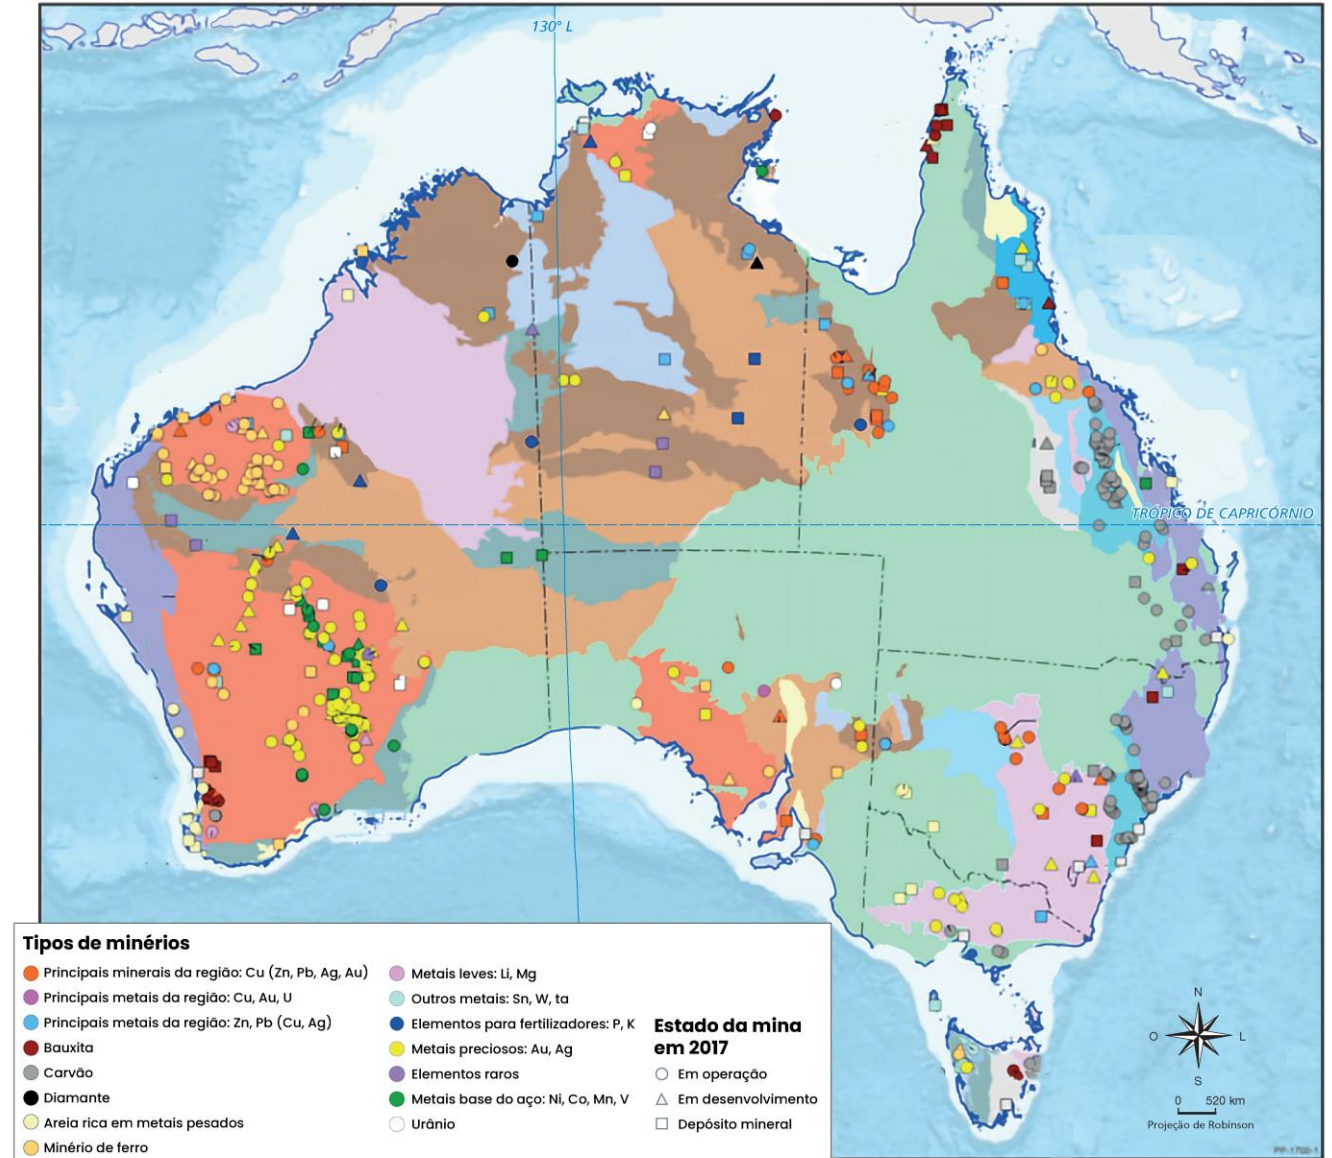 130° L
TRÓPICO DE CAPRICÓRNIO
Tipos de minérios
Principais minerais da região: Cu (Zn, Pb, Ag, Au)
Principais metais da região: Cu, Au, U
Principais metais da região: Zn, Pb (Cu, Ag)
Bauxita
Carvão
Diamante
Areia rica em metais pesados
Minério de ferro
Metais leves: Li, Mg
Outros metais: Sn, W, ta
Elementos para fertilizadores: P, K
Metais preciosos: Au, Ag
Elementos raros
Metais base do aço: Ni, Co, Mn, V
Urânio
Estado da mina
em 2017
Em operação
Em desenvolvimento
Depósito mineral
N
O
L
S
0 520 km
Projeção de Robinson